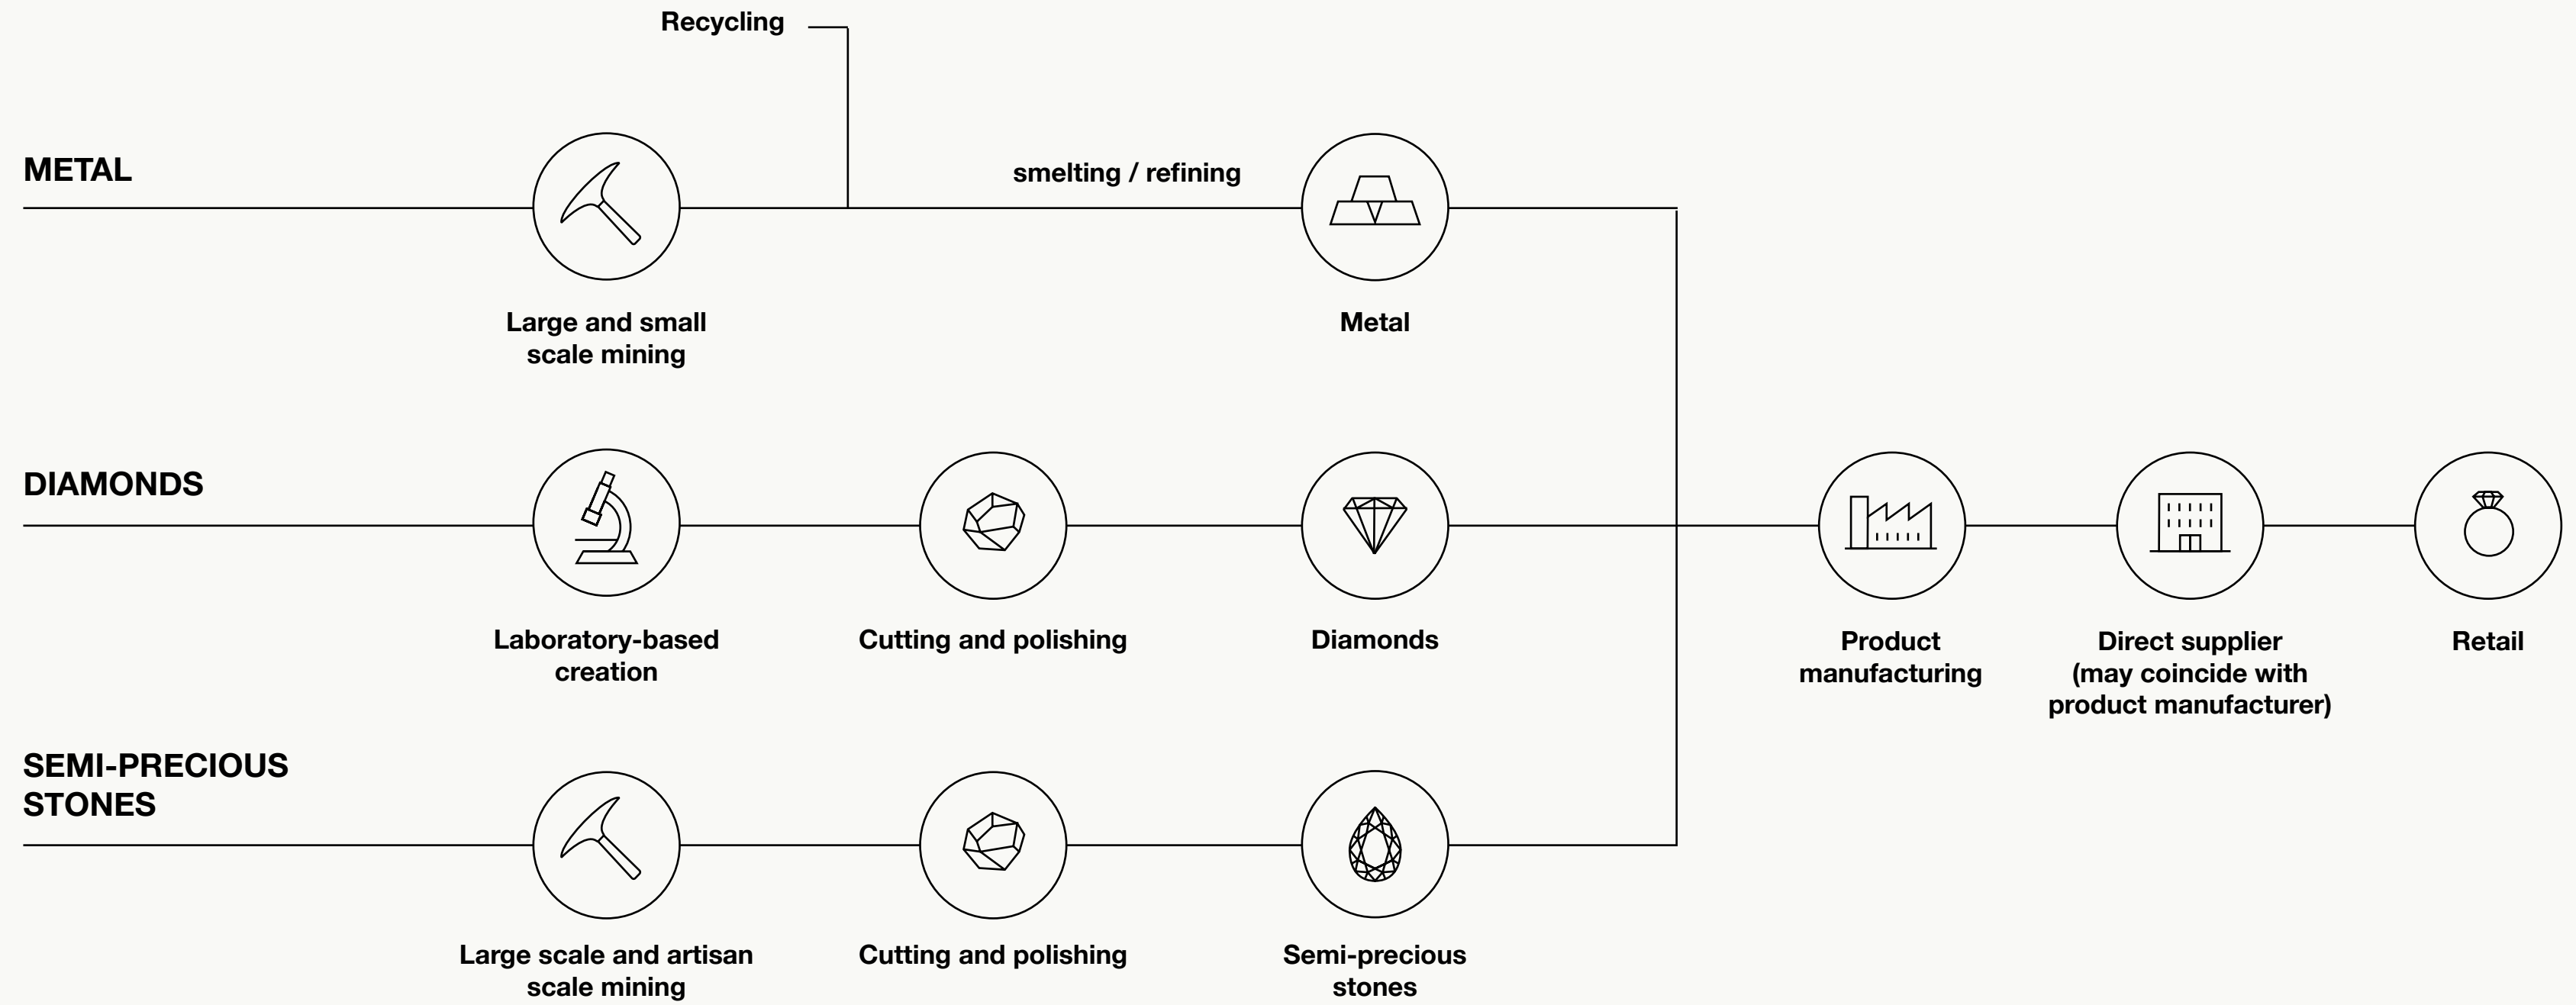 Recycling
METAL
smelting / refining
Large and small
scale mining
Metal
DIAMONDS
Laboratory-based
creation
Cutting and polishing
Diamonds
Product
manufacturing
Direct supplier
(may coincide with
product manufacturer)
Retail
SEMI-PRECIOUS
STONES
Large scale and artisan
scale mining
Cutting and polishing
Semi-precious
stones